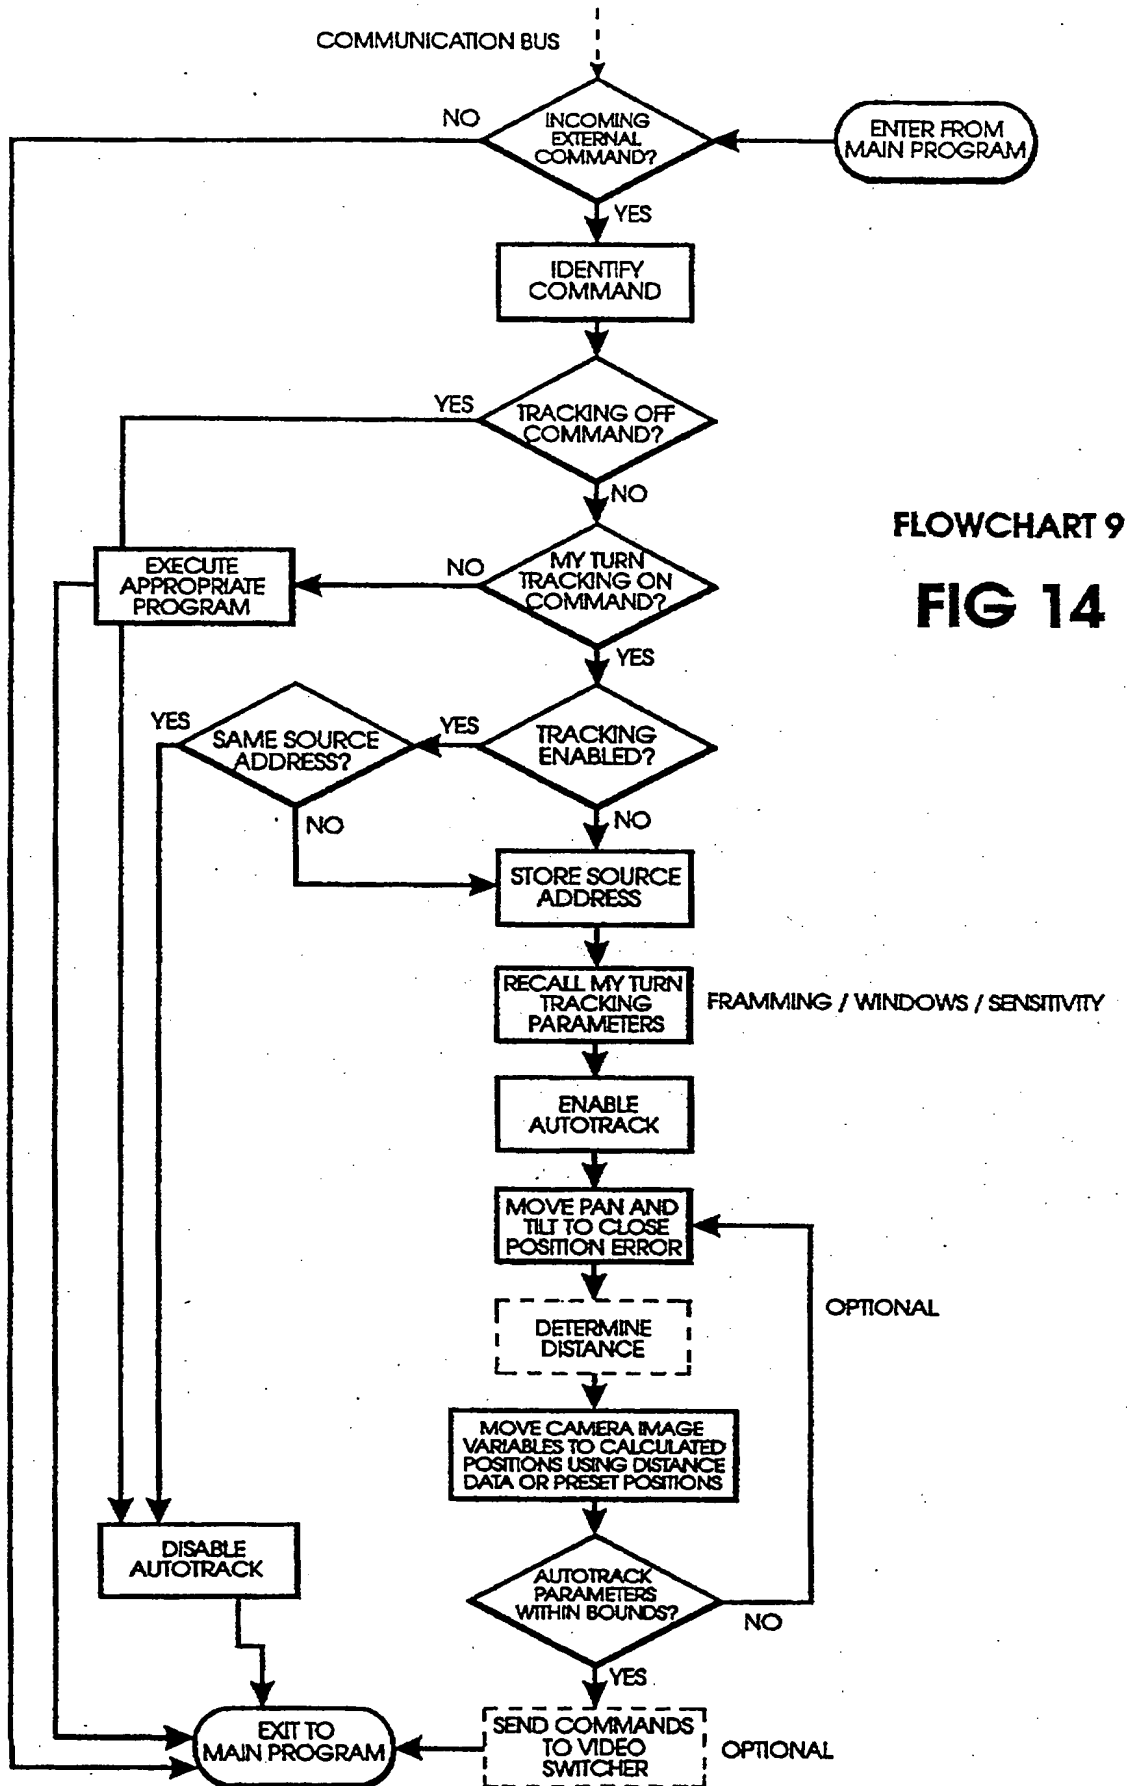 COMMUNICATION BUS
NO
INCOMING
EXTERNAL
COMMAND?
ENTER FROM
MAIN PROGRAM
YES
IDENTIFY
COMMAND
YES
TRACKING OFF
COMMAND?
NO
FLOWCHART 9
FIG 14
EXECUTE
APPROPRIATE
PROGRAM
NO
MY TURN
TRACKING ON
COMMAND?
YES
YES
SAME SOURCE
ADDRESS?
YES
TRACKING
ENABLED?
NO
NO
STORE SOURCE
ADDRESS
RECALL MY TURN
TRACKING
PARAMETERS
FRAMMING / WINDOWS / SENSITIVITY
ENABLE
AUTOTRACK
MOVE PAN AND
TILT TO CLOSE
POSITION ERROR
OPTIONAL
DETERMINE
DISTANCE
MOVE CAMERA IMAGE
VARIABLES TO CALCULATED
POSITIONS USING DISTANCE
DATA OR PRESET POSITIONS
DISABLE
AUTOTRACK
AUTOTRACK
PARAMETERS
WITHIN BOUNDS?
NO
YES
EXIT TO
MAIN PROGRAM
SEND COMMANDS
TO VIDEO
SWITCHER
OPTIONAL